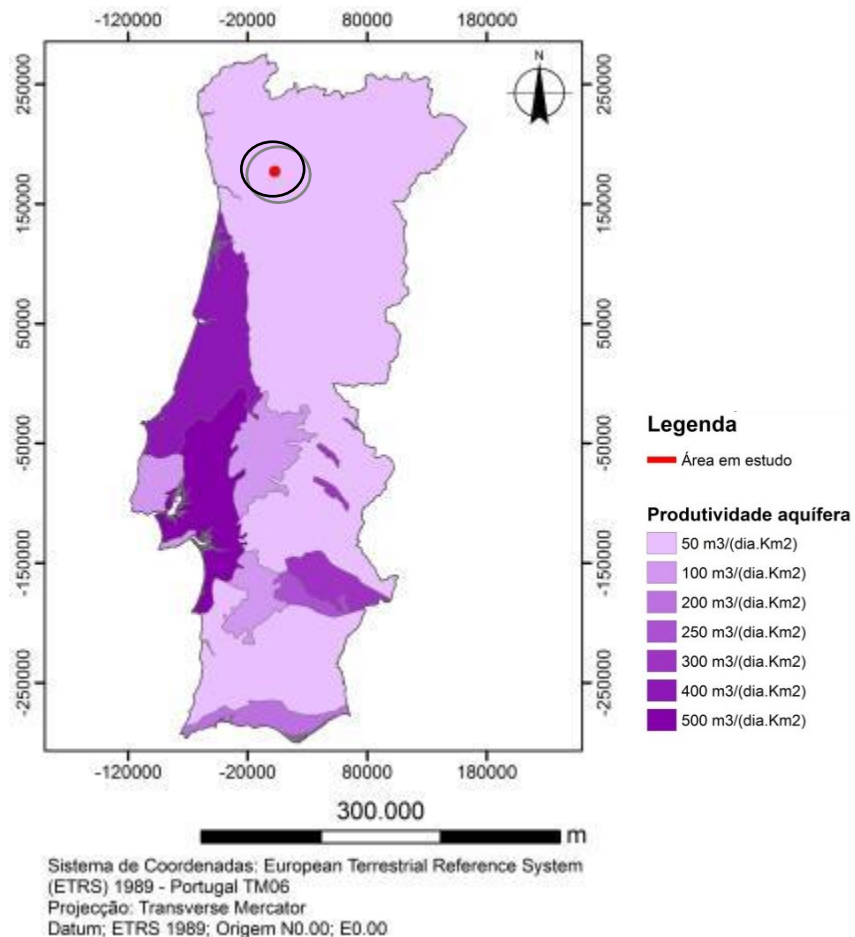 -120000 -20000 80000 180000
N
250000 250000
150000 150000
50000 50000
-50000 -50000
-150000 -150000
-250000 -250000
-120000 -20000 80000 180000
Legenda
Área em estudo
Produtividade aquífera
50 m3/(dia.Km2)
100 m3/(dia.Km2)
200 m3/(dia.Km2)
250 m3/(dia.Km2)
300 m3/(dia.Km2)
400 m3/(dia.Km2)
500 m3/(dia.Km2)
300.000
m
Sistema de Coordenadas: European Terrestrial Reference System
(ETRS) 1989 - Portugal TM06
Projecção: Transverse Mercator
Datum; ETRS 1989; Origem N0.00; E0.00